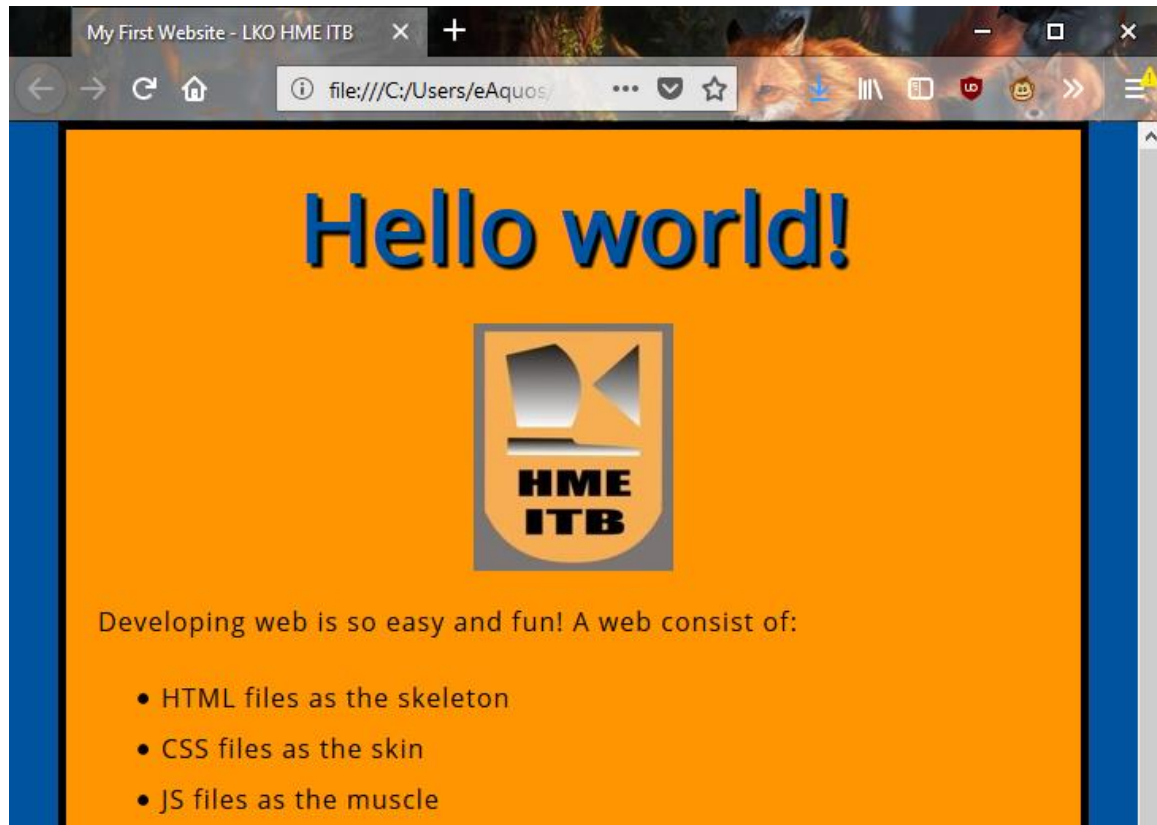 My First Website - LKO HME ITB
file:///C:/Users/eAquos/
Hello world!
HME
ITB
Developing web is so easy and fun! A web consist of:
• HTML files as the skeleton
• CSS files as the skin
• JS files as the muscle